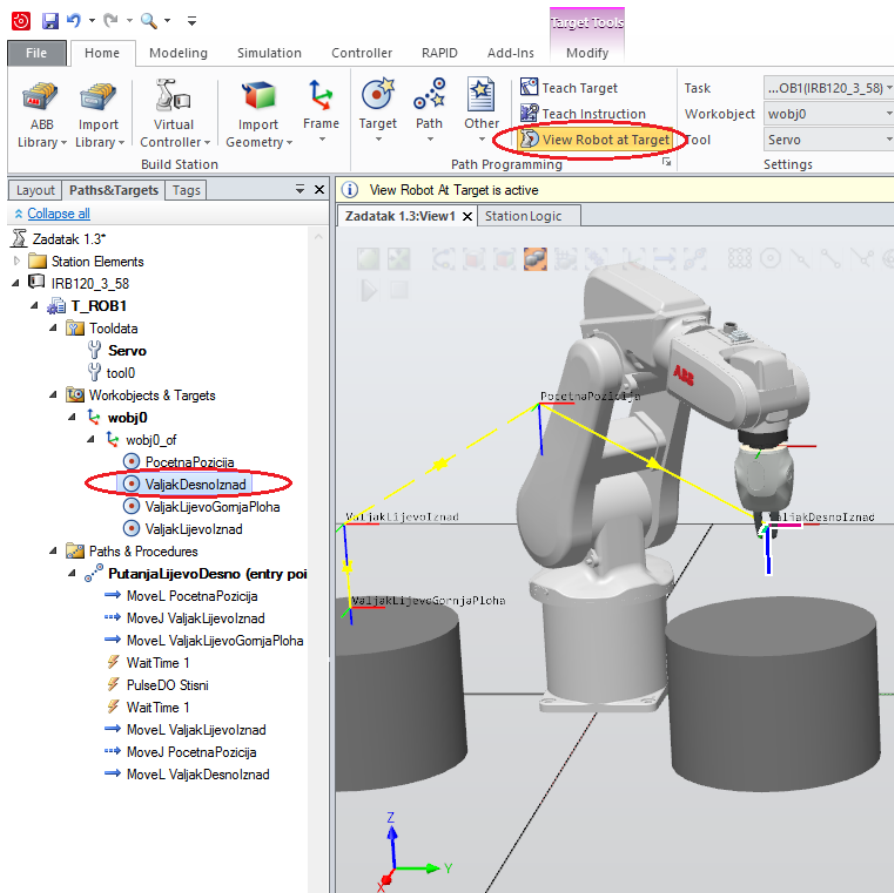 Target Tools
File Home Modeling Simulation Controller RAPID Add-Ins Modify
ABB Library
Import Library
Virtual Controller
Import Geometry
Frame
Build Station
Target
Path
Other
Teach Target
Teach Instruction
View Robot at Target
Path Programming
Task ...OB1(IRB120_3_58)
Workobject wobj0
Tool Servo
Settings
Layout Paths&Targets Tags
Collapse all
Zadatak 1.3*
Station Elements
IRB120_3_58
T_ROB1
Tooldata
Servo
tool0
Workobjects & Targets
wobj0
wobj0_of
PocetnaPozicija
ValjakDesnoIznad
ValjakLijevoGornjaPloha
ValjakLijevoIznad
Paths & Procedures
PutanjaLijevoDesno (entry poi
MoveL PocetnaPozicija
MoveJ ValjakLijevoIznad
MoveL ValjakLijevoGornjaPloha
WaitTime 1
PulseDO Stisni
WaitTime 1
MoveL ValjakLijevoIznad
MoveJ PocetnaPozicija
MoveL ValjakDesnoIznad
View Robot At Target is active
Zadatak 1.3:View1 Station Logic
PocetnaPozicija
ABB
ValjakLijevoIznad
ValjakDesnoIznad
ValjakLijevoGornjaPloha
Z
Y
X